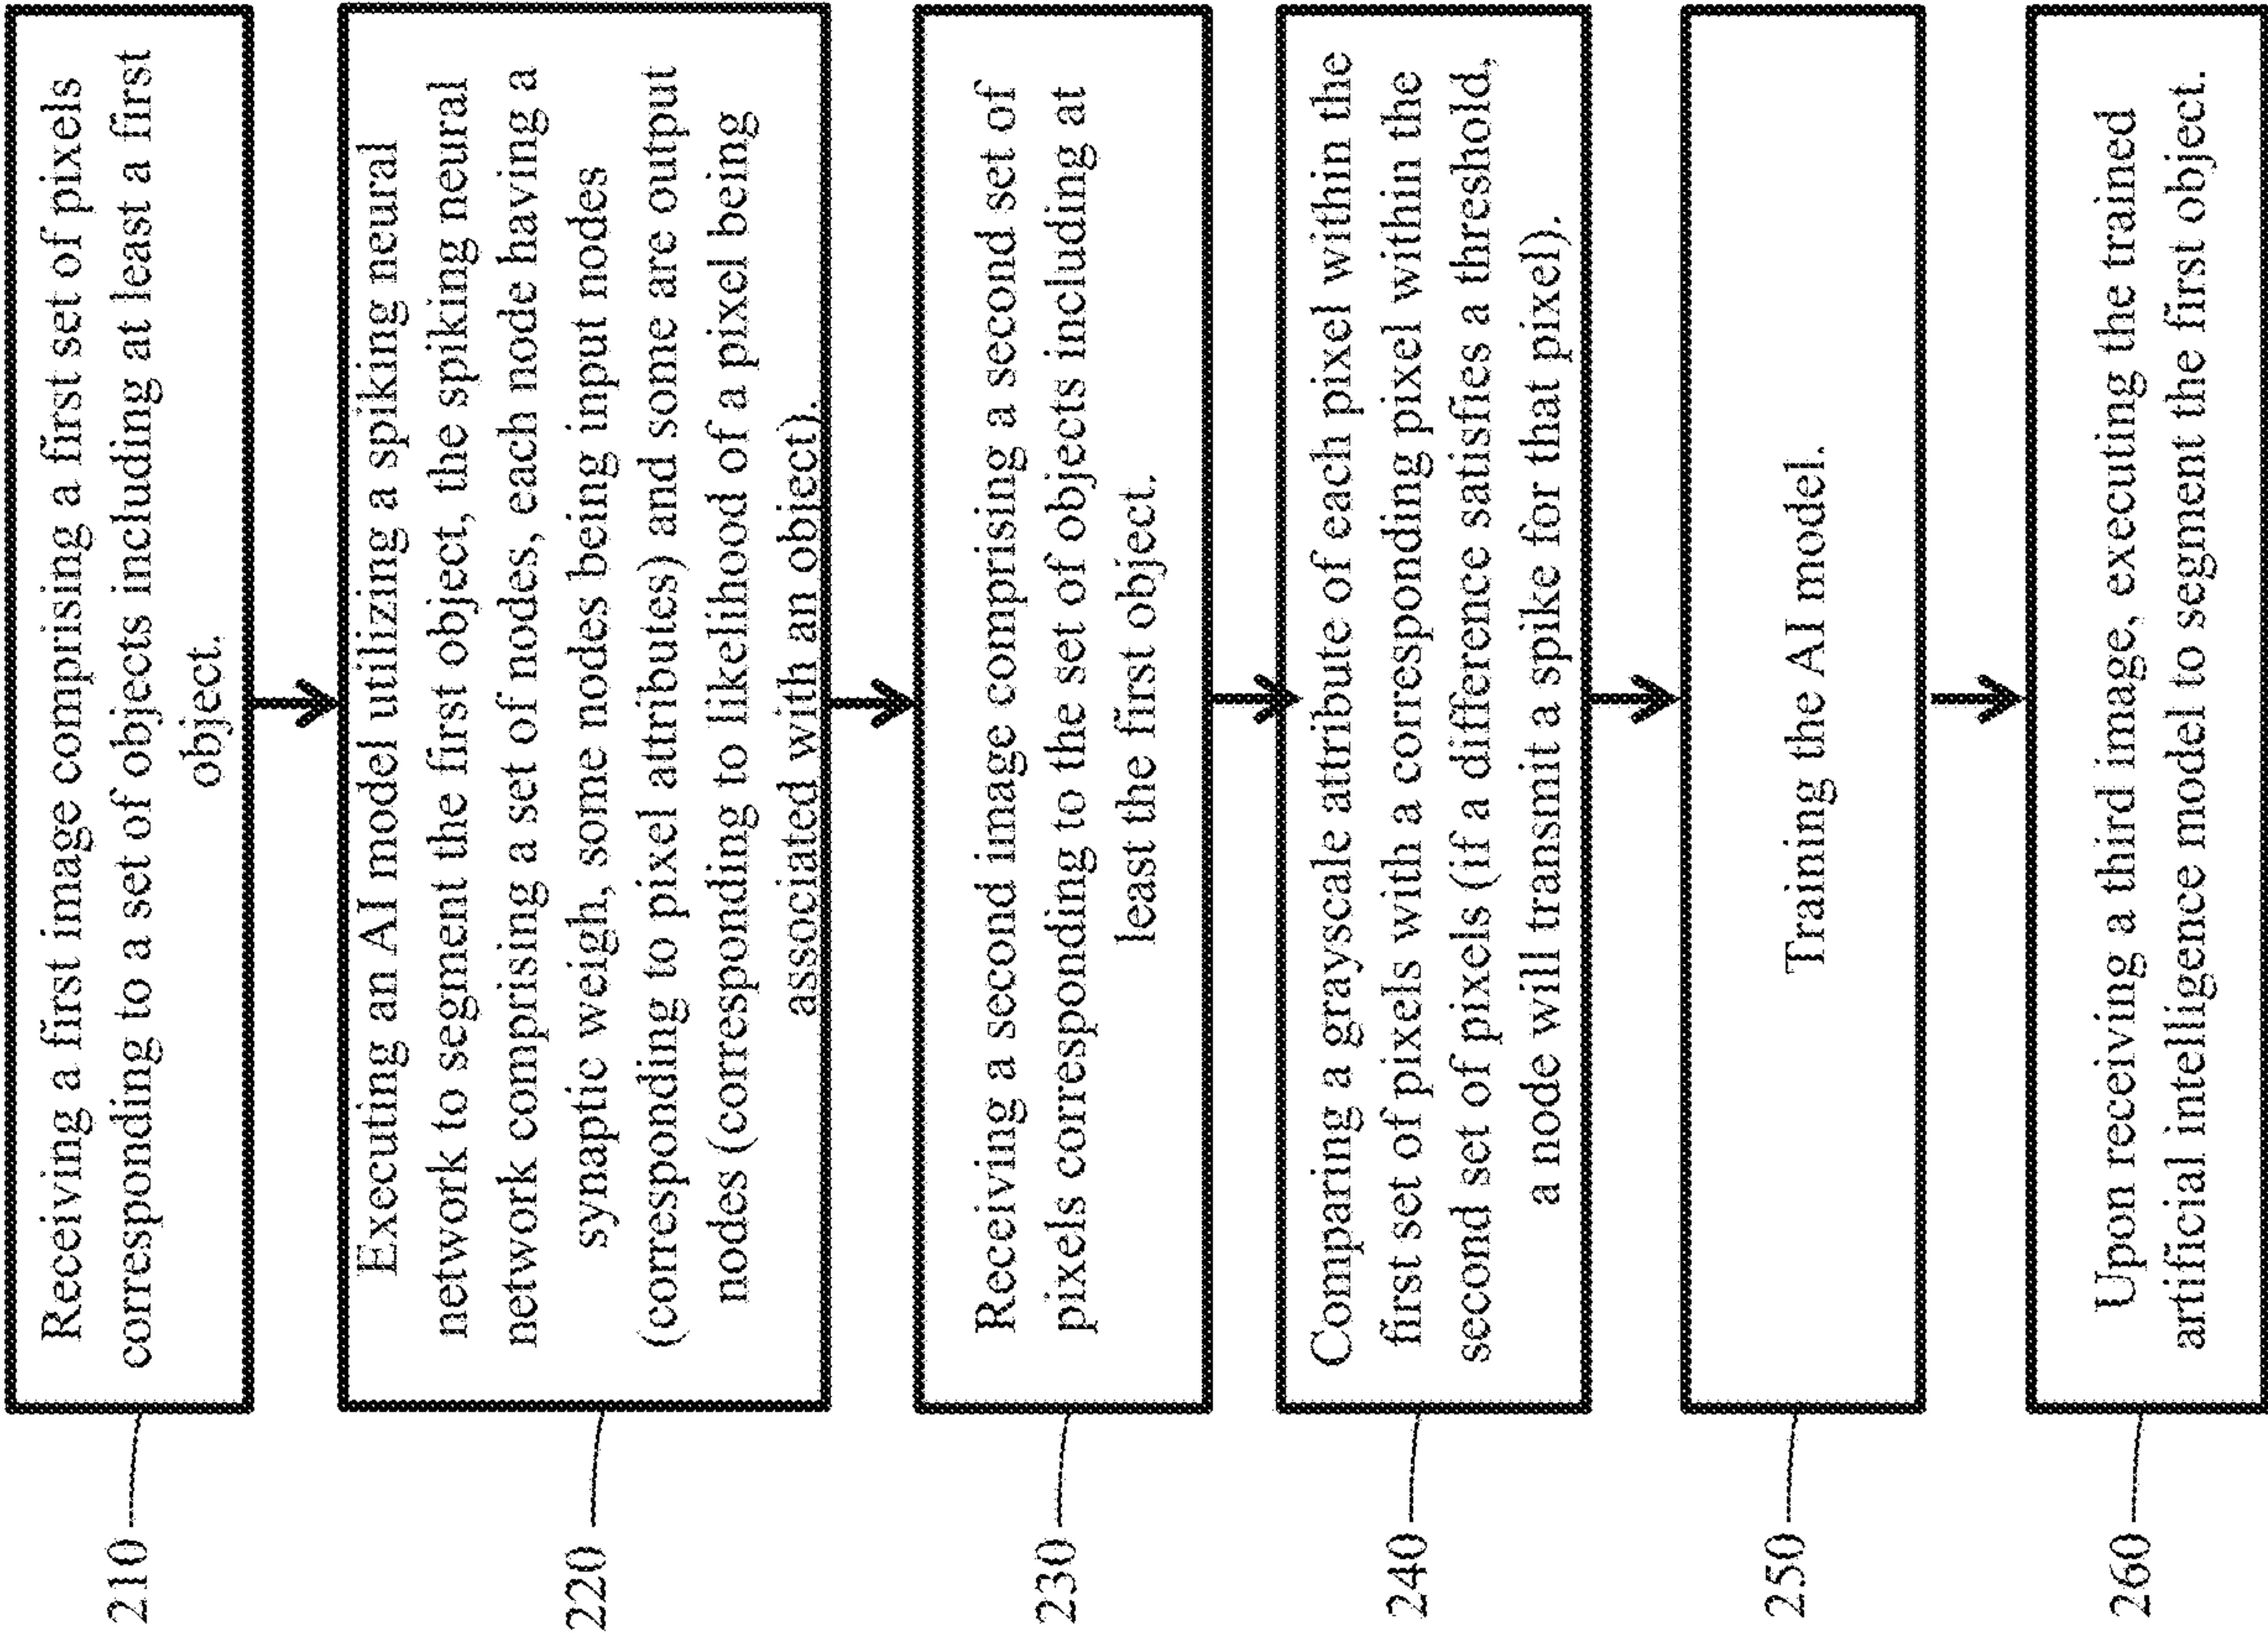 210
Receiving a first image comprising a first set of pixels
corresponding to a set of objects including at least a first
object.
220
Executing an AI model utilizing a spiking neural
network to segment the first object, the spiking neural
network comprising a set of nodes, each node having a
synaptic weigh, some nodes being input nodes
(corresponding to pixel attributes) and some are output
nodes (corresponding to likelihood of a pixel being
associated with an object).
230
Receiving a second image comprising a second set of
pixels corresponding to the set of objects including at
least the first object.
240
Comparing a grayscale attribute of each pixel within the
first set of pixels with a corresponding pixel within the
second set of pixels (if a difference satisfies a threshold,
a node will transmit a spike for that pixel).
250
Training the AI model.
260
Upon receiving a third image, executing the trained
artificial intelligence model to segment the first object.